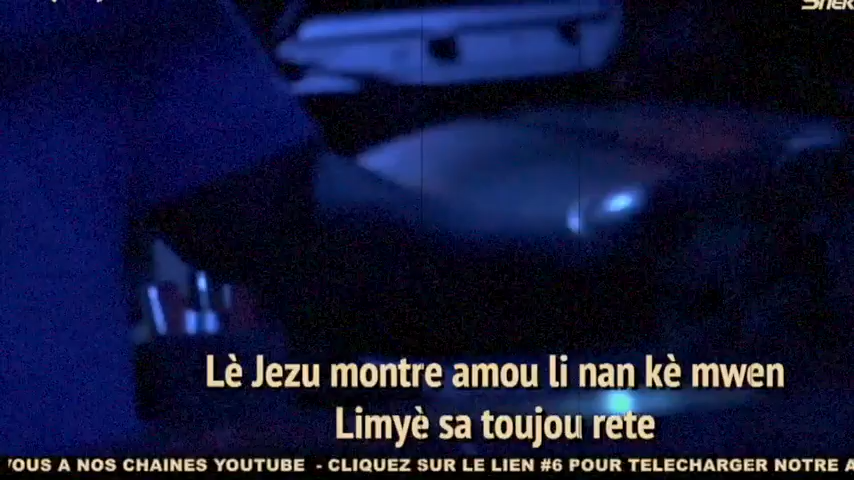 Lè Jezu montre amou li nan kè mwen
Limyè sa toujou rete
VOUS A NOS CHAINES YOUTUBE - CLIQUEZ SUR LE LIEN #6 POUR TELECHARGER NOTRE A